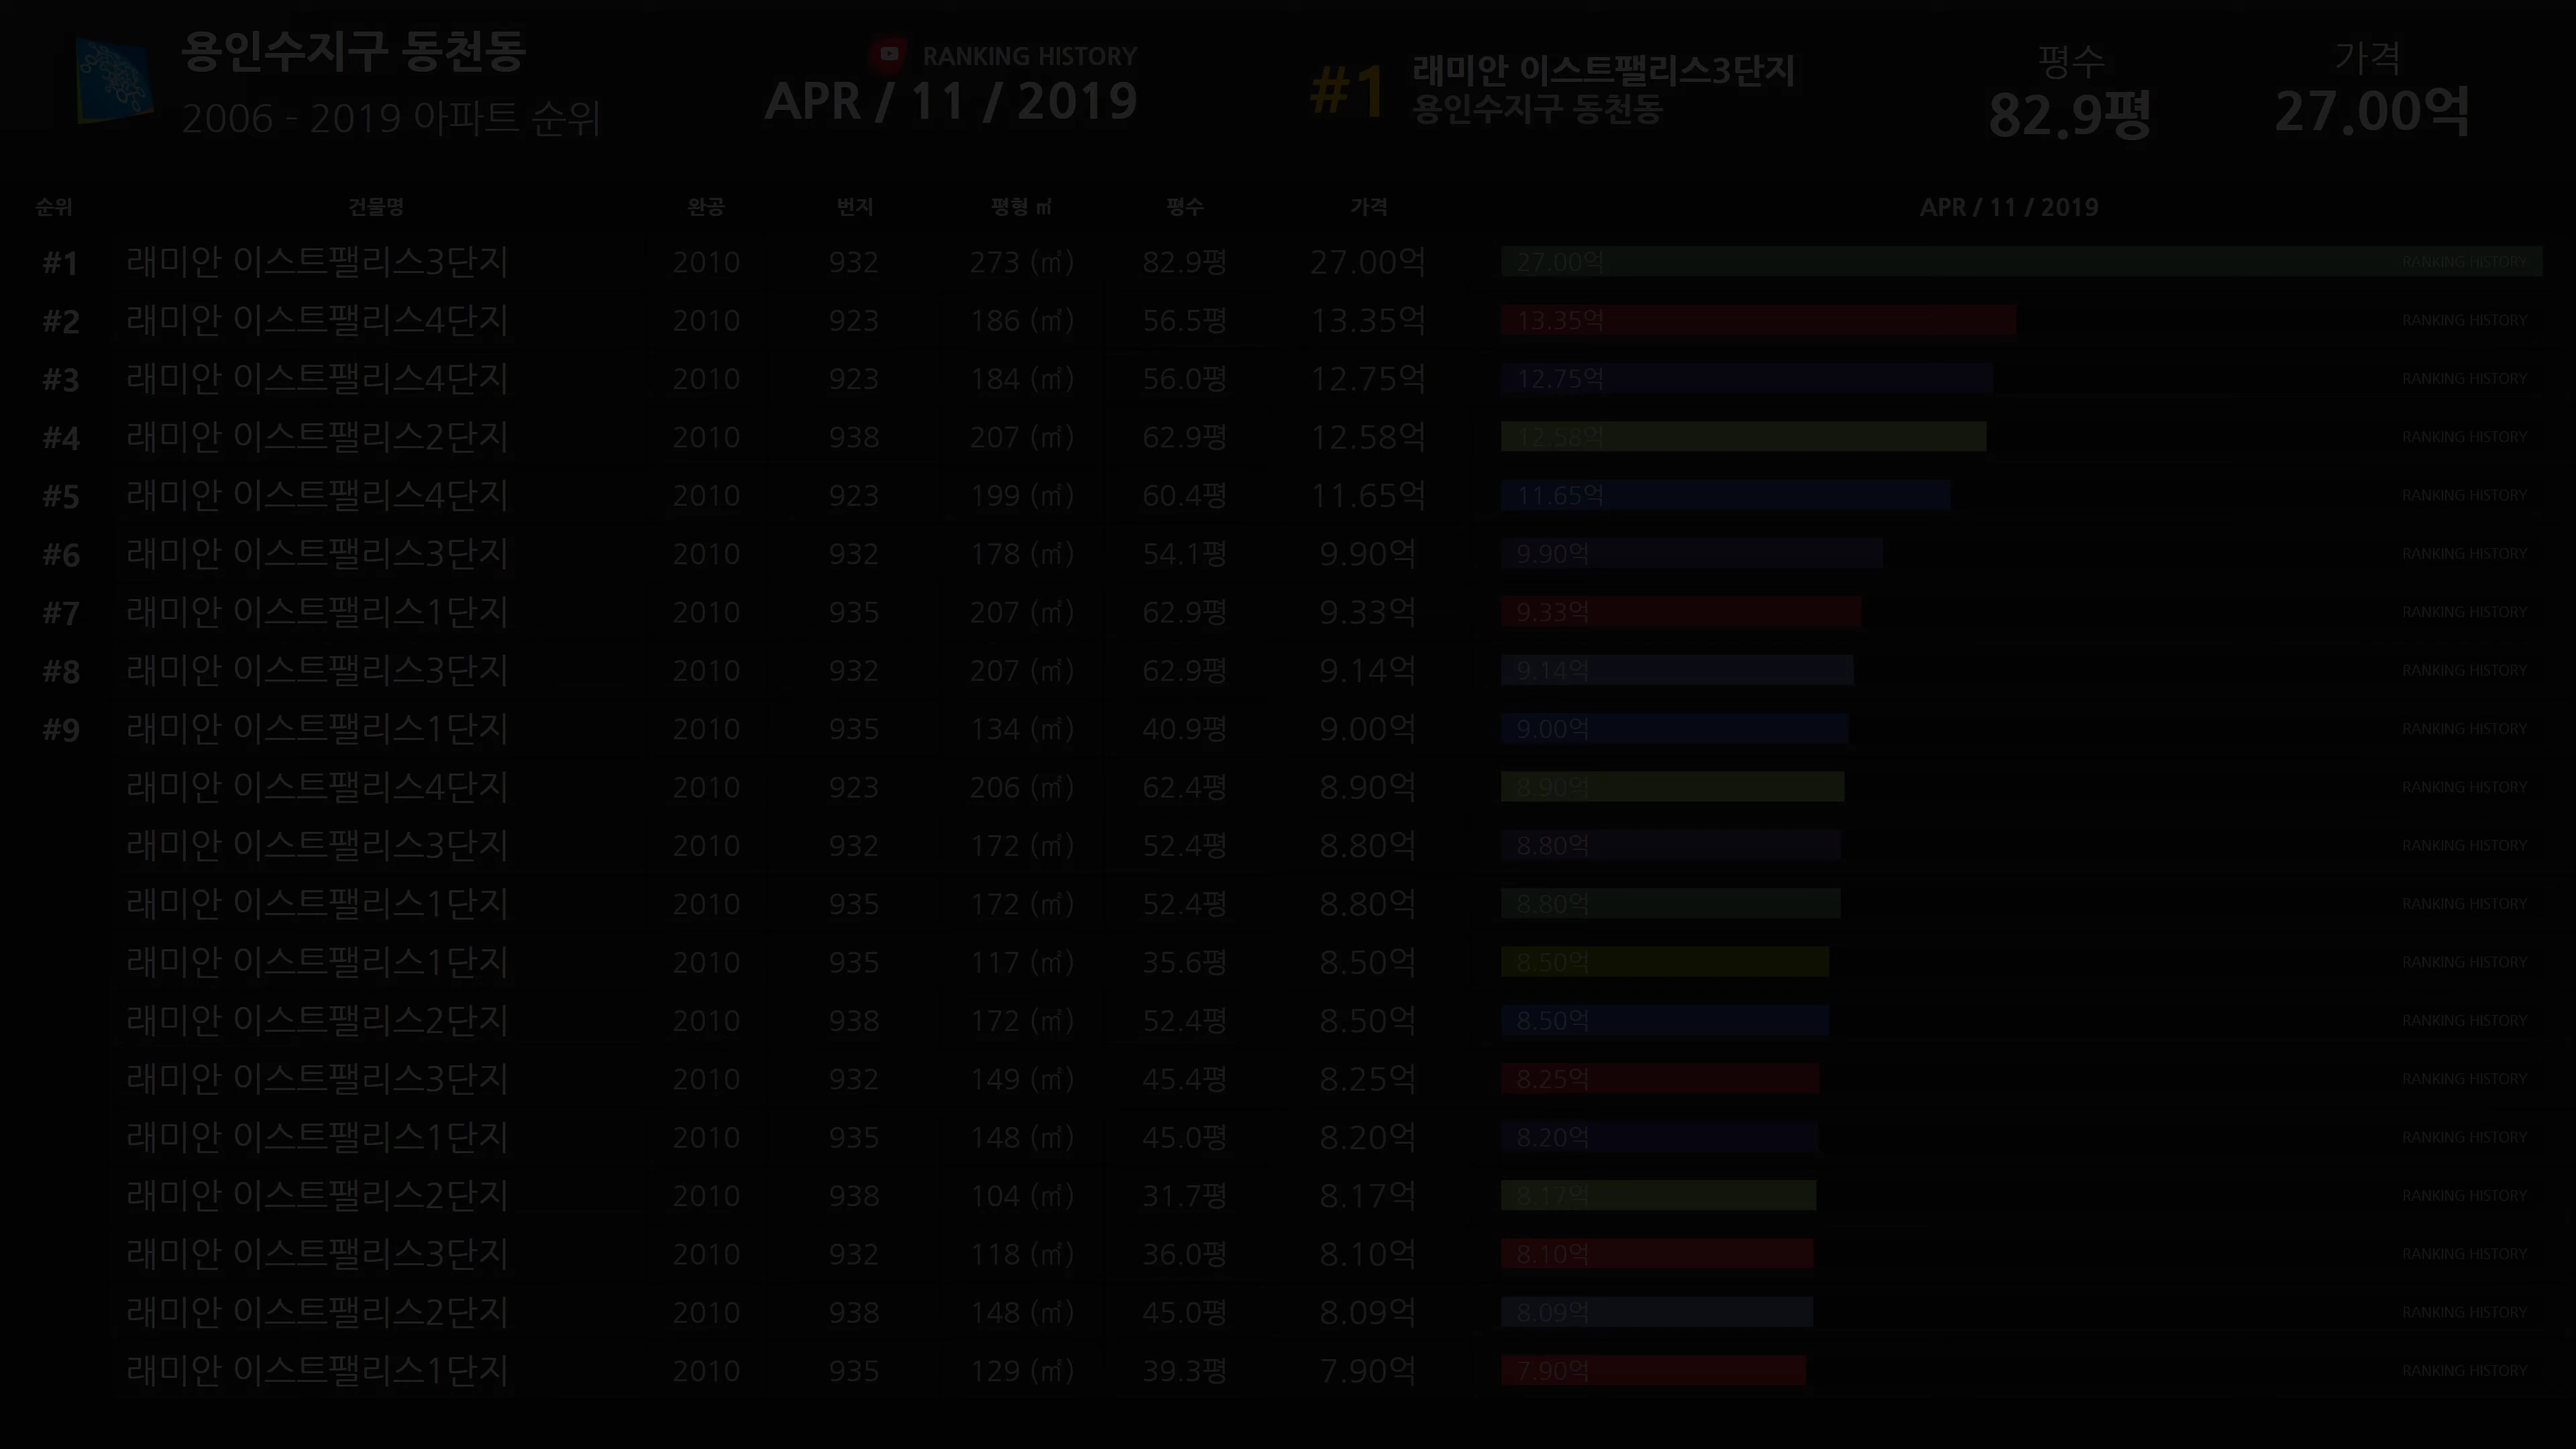 용인수지구 동천동
2006 - 2019 아파트 순위
RANKING HISTORY
APR / 11 / 2019
#1 래미안 이스트팰리스3단지
용인수지구 동천동
평수
82.9평
가격
27.00억
순위 건물명 완공 번지 평형 ㎡ 평수 가격 APR / 11 / 2019
#1 래미안 이스트팰리스3단지 2010 932 273 (㎡) 82.9평 27.00억 27.00억 RANKING HISTORY
#2 래미안 이스트팰리스4단지 2010 923 186 (㎡) 56.5평 13.35억 13.35억 RANKING HISTORY
#3 래미안 이스트팰리스4단지 2010 923 184 (㎡) 56.0평 12.75억 12.75억 RANKING HISTORY
#4 래미안 이스트팰리스2단지 2010 938 207 (㎡) 62.9평 12.58억 12.58억 RANKING HISTORY
#5 래미안 이스트팰리스4단지 2010 923 199 (㎡) 60.4평 11.65억 11.65억 RANKING HISTORY
#6 래미안 이스트팰리스3단지 2010 932 178 (㎡) 54.1평 9.90억 9.90억 RANKING HISTORY
#7 래미안 이스트팰리스1단지 2010 935 207 (㎡) 62.9평 9.33억 9.33억 RANKING HISTORY
#8 래미안 이스트팰리스3단지 2010 932 207 (㎡) 62.9평 9.14억 9.14억 RANKING HISTORY
#9 래미안 이스트팰리스1단지 2010 935 134 (㎡) 40.9평 9.00억 9.00억 RANKING HISTORY
래미안 이스트팰리스4단지 2010 923 206 (㎡) 62.4평 8.90억 8.90억 RANKING HISTORY
래미안 이스트팰리스3단지 2010 932 172 (㎡) 52.4평 8.80억 8.80억 RANKING HISTORY
래미안 이스트팰리스1단지 2010 935 172 (㎡) 52.4평 8.80억 8.80억 RANKING HISTORY
래미안 이스트팰리스1단지 2010 935 117 (㎡) 35.6평 8.50억 8.50억 RANKING HISTORY
래미안 이스트팰리스2단지 2010 938 172 (㎡) 52.4평 8.50억 8.50억 RANKING HISTORY
래미안 이스트팰리스3단지 2010 932 149 (㎡) 45.4평 8.25억 8.25억 RANKING HISTORY
래미안 이스트팰리스1단지 2010 935 148 (㎡) 45.0평 8.20억 8.20억 RANKING HISTORY
래미안 이스트팰리스2단지 2010 938 104 (㎡) 31.7평 8.17억 8.17억 RANKING HISTORY
래미안 이스트팰리스3단지 2010 932 118 (㎡) 36.0평 8.10억 8.10억 RANKING HISTORY
래미안 이스트팰리스2단지 2010 938 148 (㎡) 45.0평 8.09억 8.09억 RANKING HISTORY
래미안 이스트팰리스1단지 2010 935 129 (㎡) 39.3평 7.90억 7.90억 RANKING HISTORY